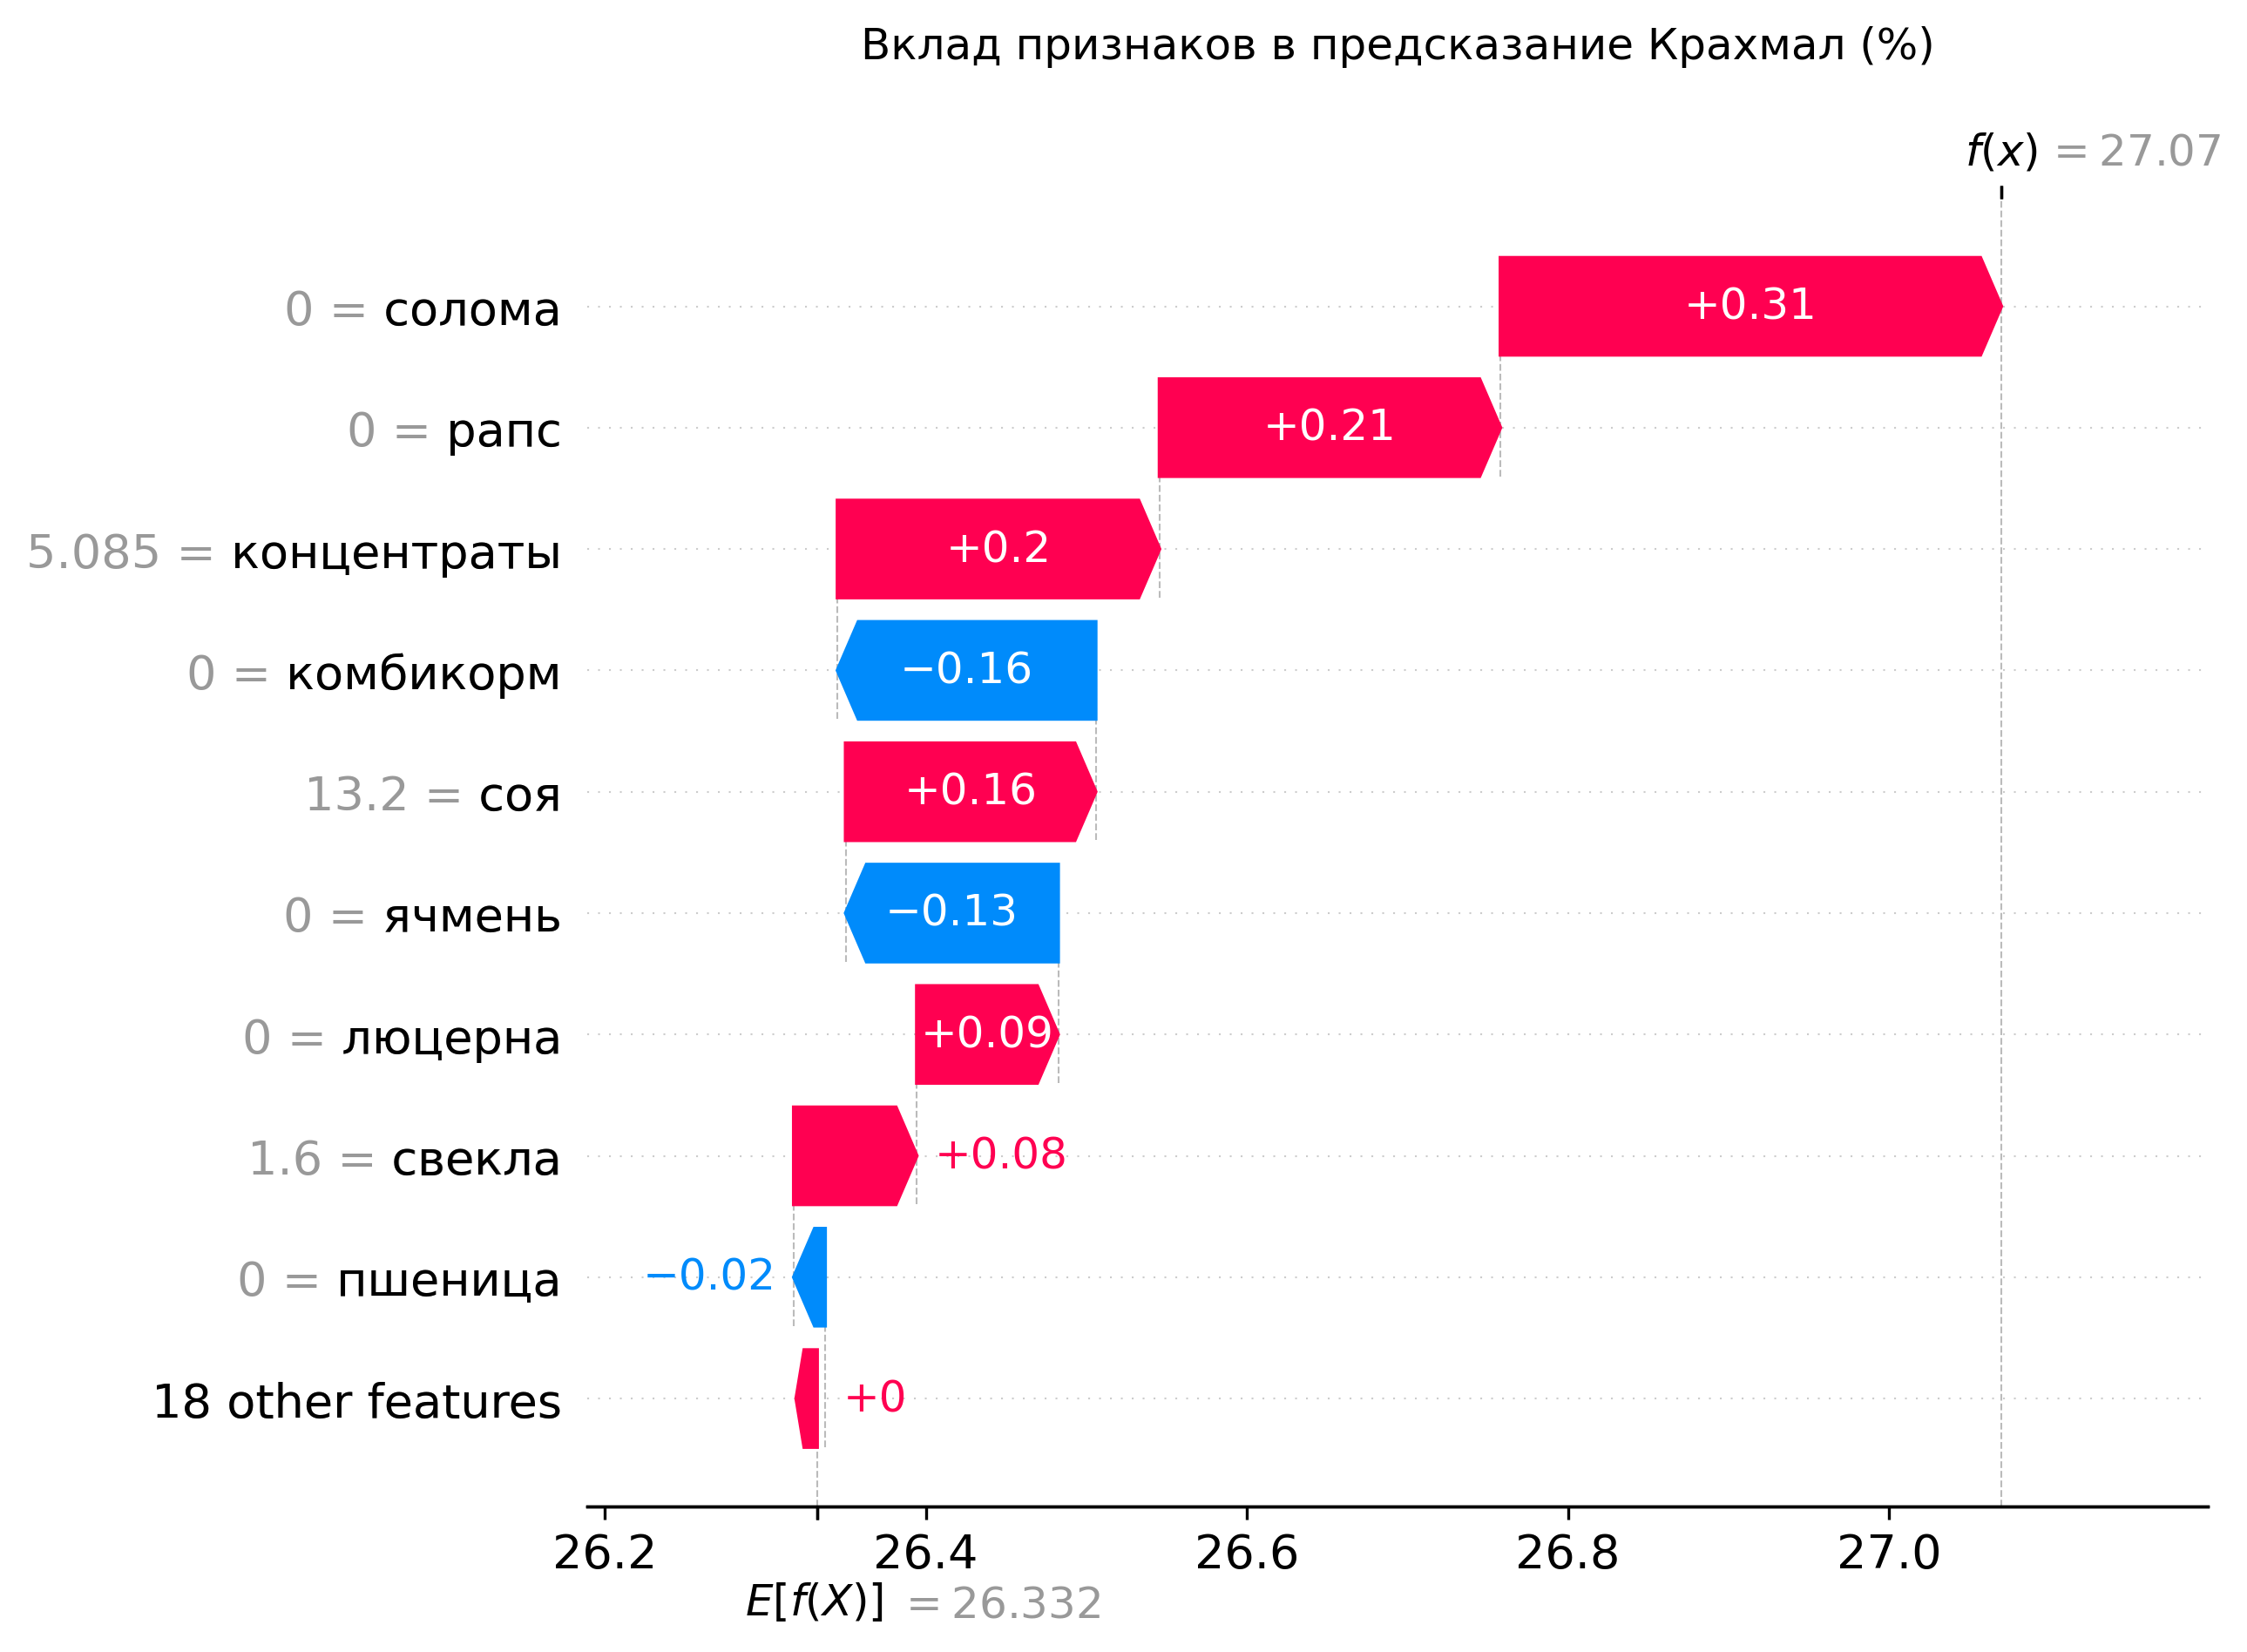 Вклад признаков в предсказание Крахмал (%)
f(x) = 27.07
0 = солома +0.31
0 = рапс +0.21
5.085 = концентраты +0.2
0 = комбикорм −0.16
13.2 = соя +0.16
0 = ячмень −0.13
0 = люцерна +0.09
1.6 = свекла +0.08
0 = пшеница −0.02
18 other features +0
26.2 26.4 26.6 26.8 27.0
E[f(X)] = 26.332